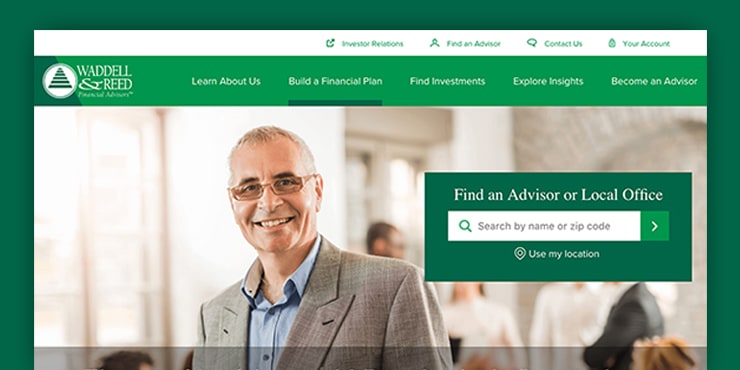 Investor Relations Find an Advisor Contact Us Your Account
WADDELL
& REED
Financial Advisors™
Learn About Us Build a Financial Plan Find Investments Explore Insights Become an Advisor
Find an Advisor or Local Office
Search by name or zip code
Use my location